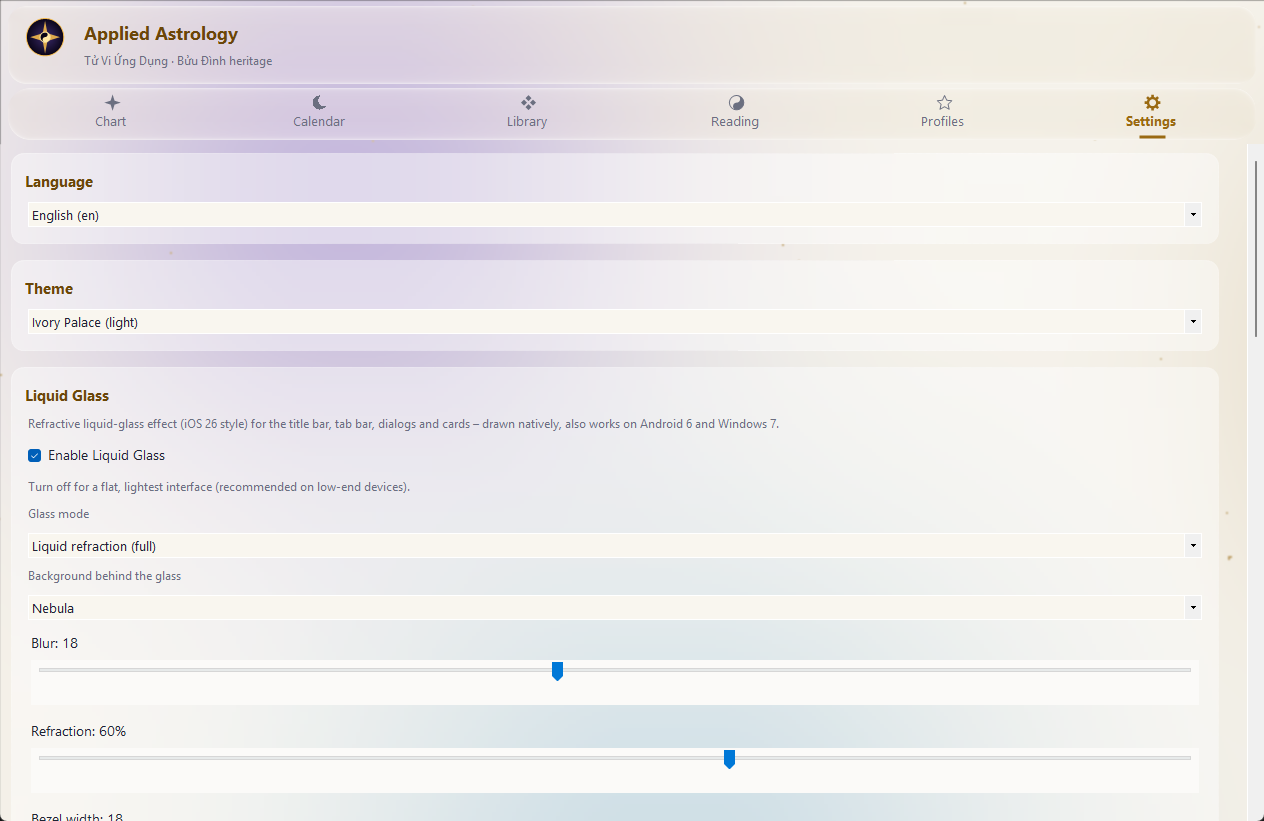 Applied Astrology
Tử Vi Ứng Dụng · Bửu Đình heritage
Chart
Calendar
Library
Reading
Profiles
Settings
Language
English (en)
Theme
Ivory Palace (light)
Liquid Glass
Refractive liquid-glass effect (iOS 26 style) for the title bar, tab bar, dialogs and cards – drawn natively, also works on Android 6 and Windows 7.
Enable Liquid Glass
Turn off for a flat, lightest interface (recommended on low-end devices).
Glass mode
Liquid refraction (full)
Background behind the glass
Nebula
Blur: 18
Refraction: 60%
Bezel width: 18